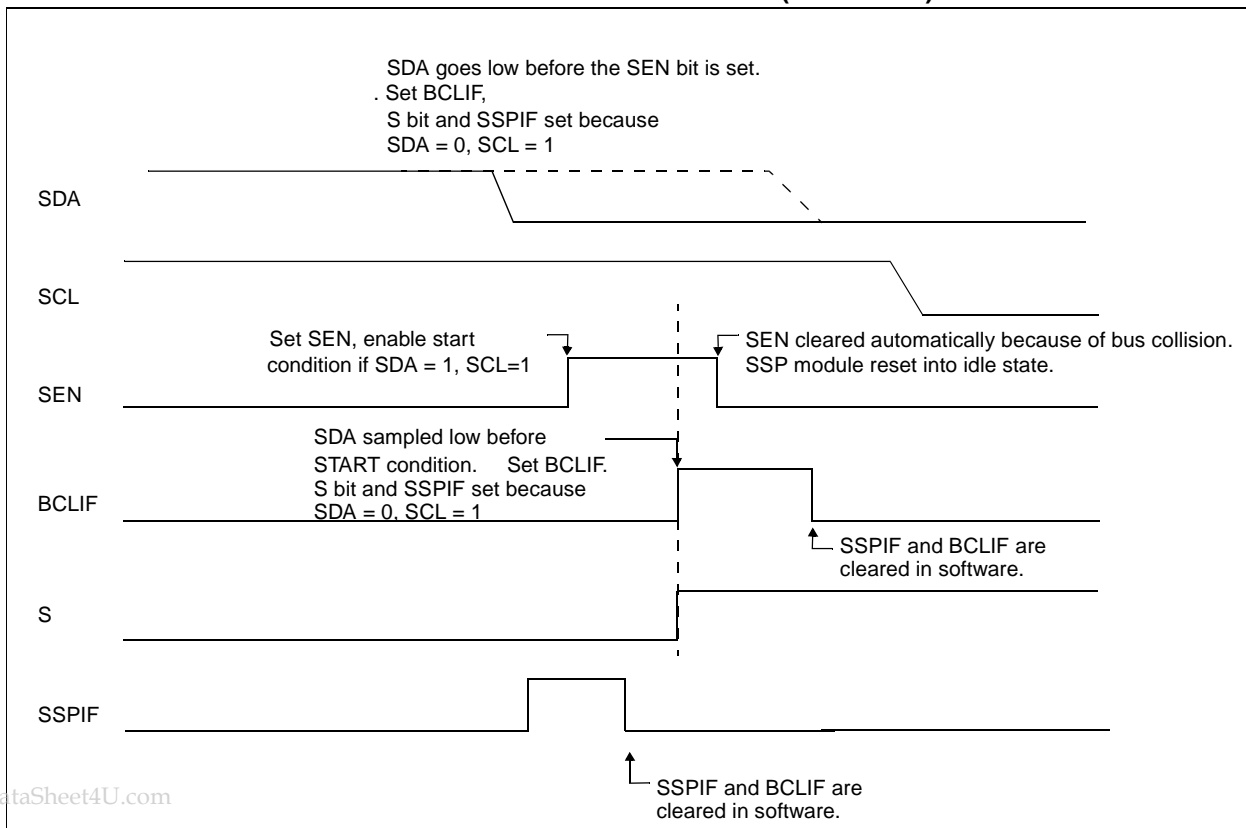 SDA goes low before the SEN bit is set.
. Set BCLIF,
S bit and SSPIF set because
SDA = 0, SCL = 1
SDA
SCL
Set SEN, enable start
condition if SDA = 1, SCL=1
SEN cleared automatically because of bus collision.
SSP module reset into idle state.
SEN
SDA sampled low before
START condition. Set BCLIF.
S bit and SSPIF set because
SDA = 0, SCL = 1
BCLIF
SSPIF and BCLIF are
cleared in software.
S
SSPIF
SSPIF and BCLIF are
cleared in software.
ataSheet4U.com